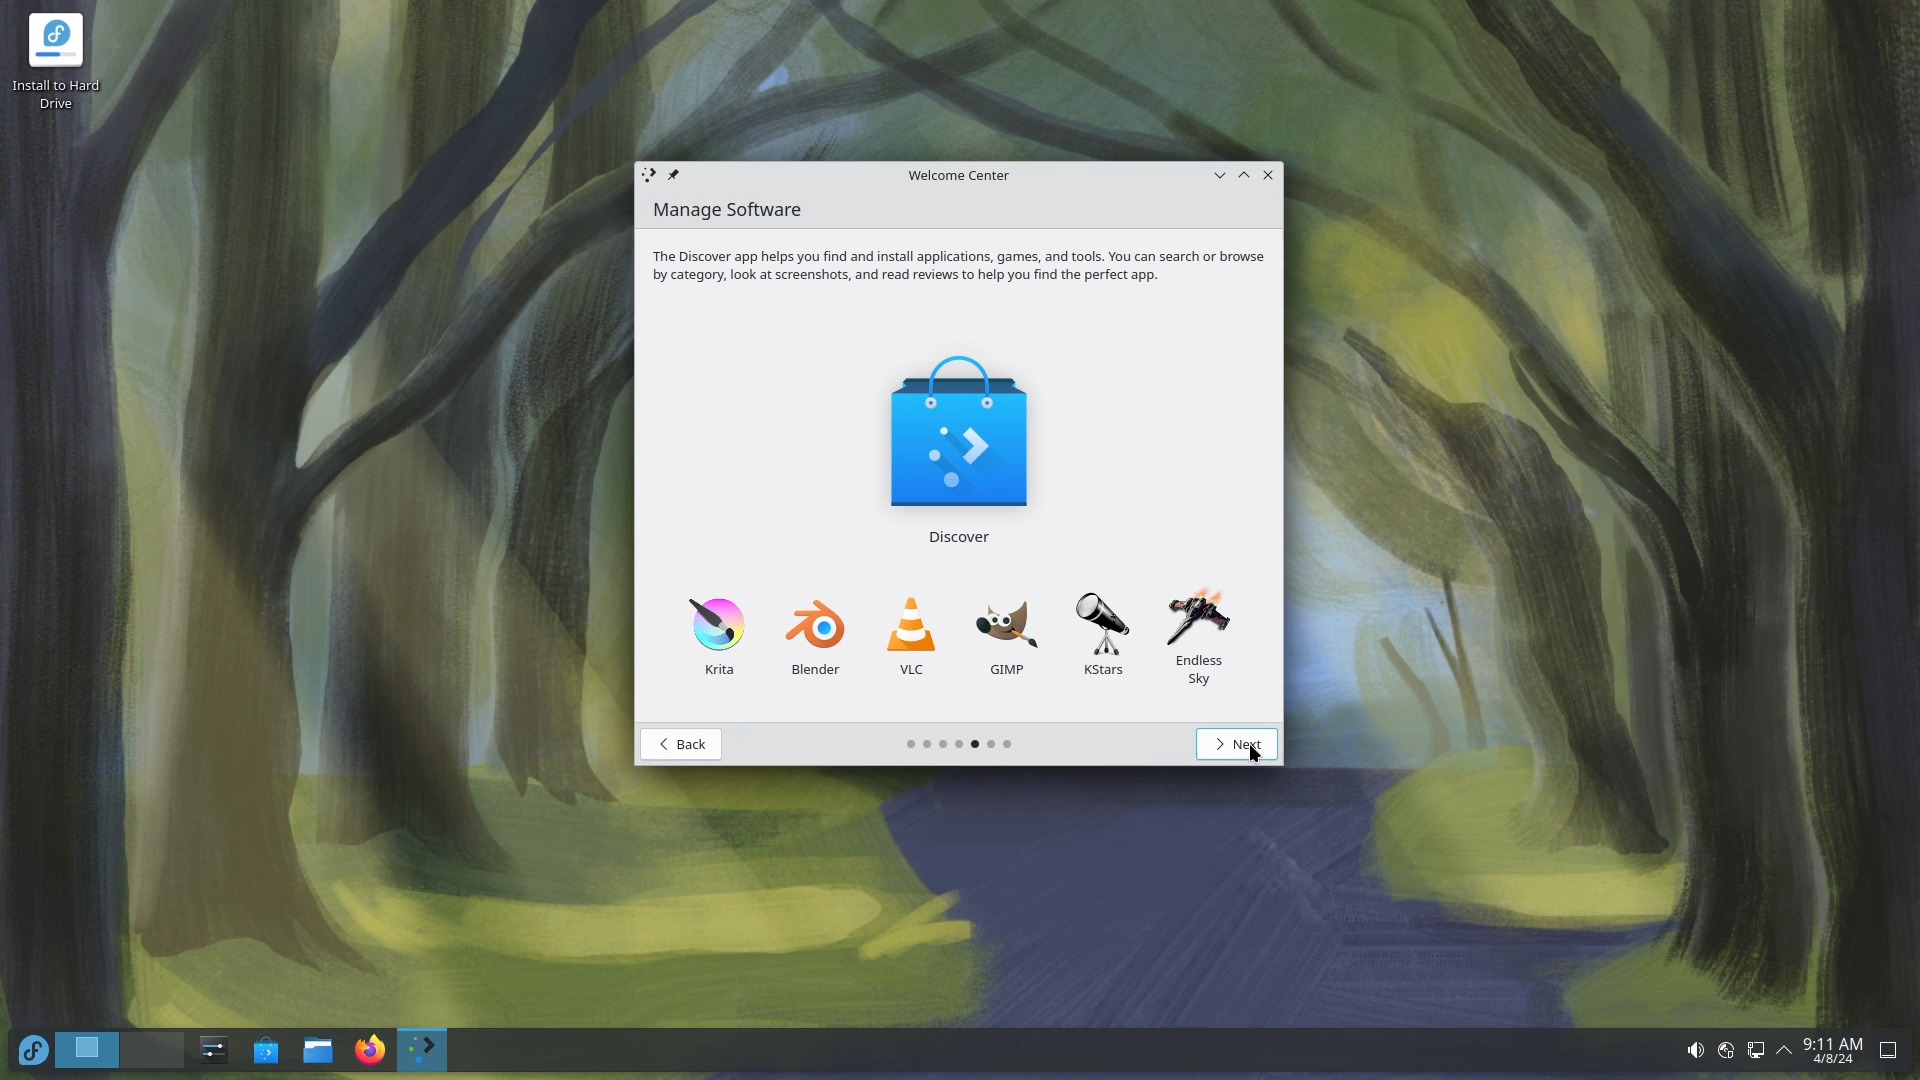 Install to Hard
Drive
Welcome Center
Manage Software
The Discover app helps you find and install applications, games, and tools. You can search or browse
by category, look at screenshots, and read reviews to help you find the perfect app.
Discover
Krita
Blender
VLC
GIMP
KStars
Endless
Sky
Back
Next
9:11 AM
4/8/24